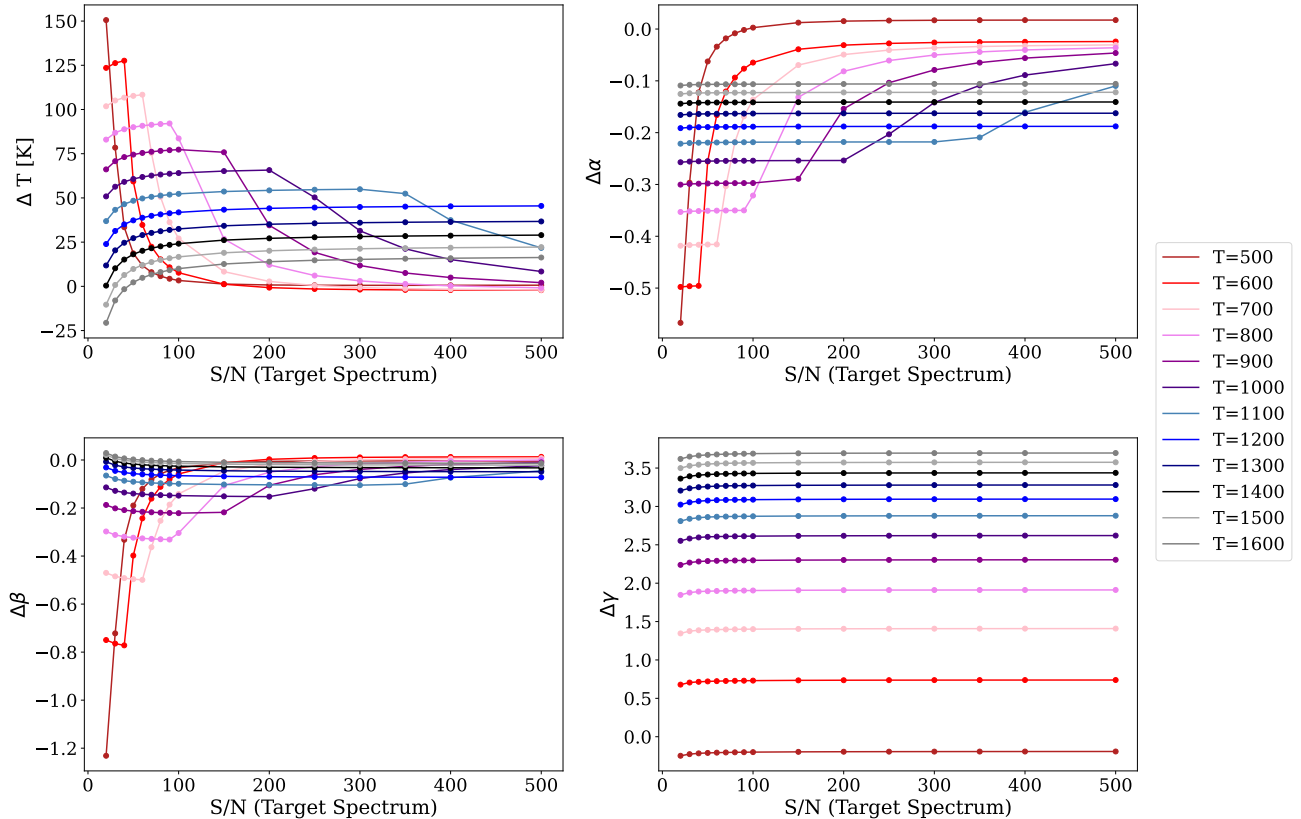 150
125
100
75
50
25
0
−25
Δ T [K]
0 100 200 300 400 500
S/N (Target Spectrum)
0.0
−0.1
−0.2
−0.3
−0.4
−0.5
Δα
0 100 200 300 400 500
S/N (Target Spectrum)
0.0
−0.2
−0.4
−0.6
−0.8
−1.0
−1.2
Δβ
0 100 200 300 400 500
S/N (Target Spectrum)
3.5
3.0
2.5
2.0
1.5
1.0
0.5
0.0
Δγ
0 100 200 300 400 500
S/N (Target Spectrum)
T=500
T=600
T=700
T=800
T=900
T=1000
T=1100
T=1200
T=1300
T=1400
T=1500
T=1600